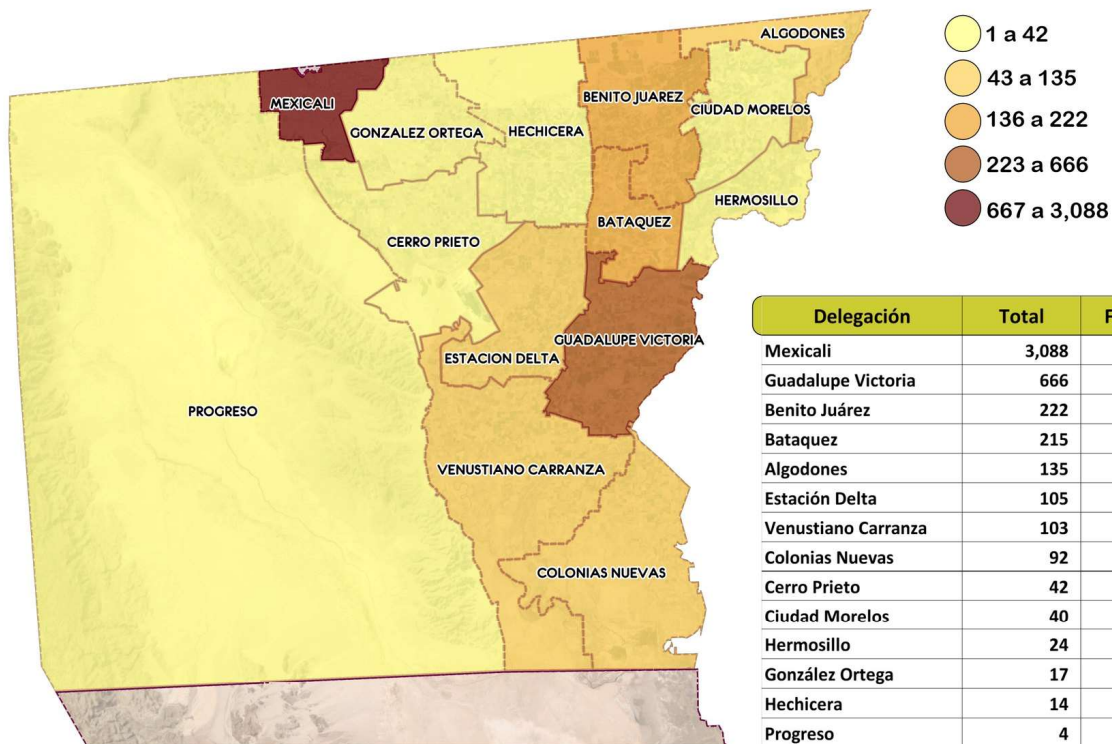 ALGODONES
MEXICALI
BENITO JUAREZ
CIUDAD MORELOS
GONZALEZ ORTEGA
HECHICERA
HERMOSILLO
BATAQUEZ
CERRO PRIETO
GUADALUPE VICTORIA
ESTACION DELTA
PROGRESO
VENUSTIANO CARRANZA
COLONIAS NUEVAS
1 a 42
43 a 135
136 a 222
223 a 666
667 a 3,088
Delegación Total
Mexicali 3,088
Guadalupe Victoria 666
Benito Juárez 222
Bataquez 215
Algodones 135
Estación Delta 105
Venustiano Carranza 103
Colonias Nuevas 92
Cerro Prieto 42
Ciudad Morelos 40
Hermosillo 24
González Ortega 17
Hechicera 14
Progreso 4